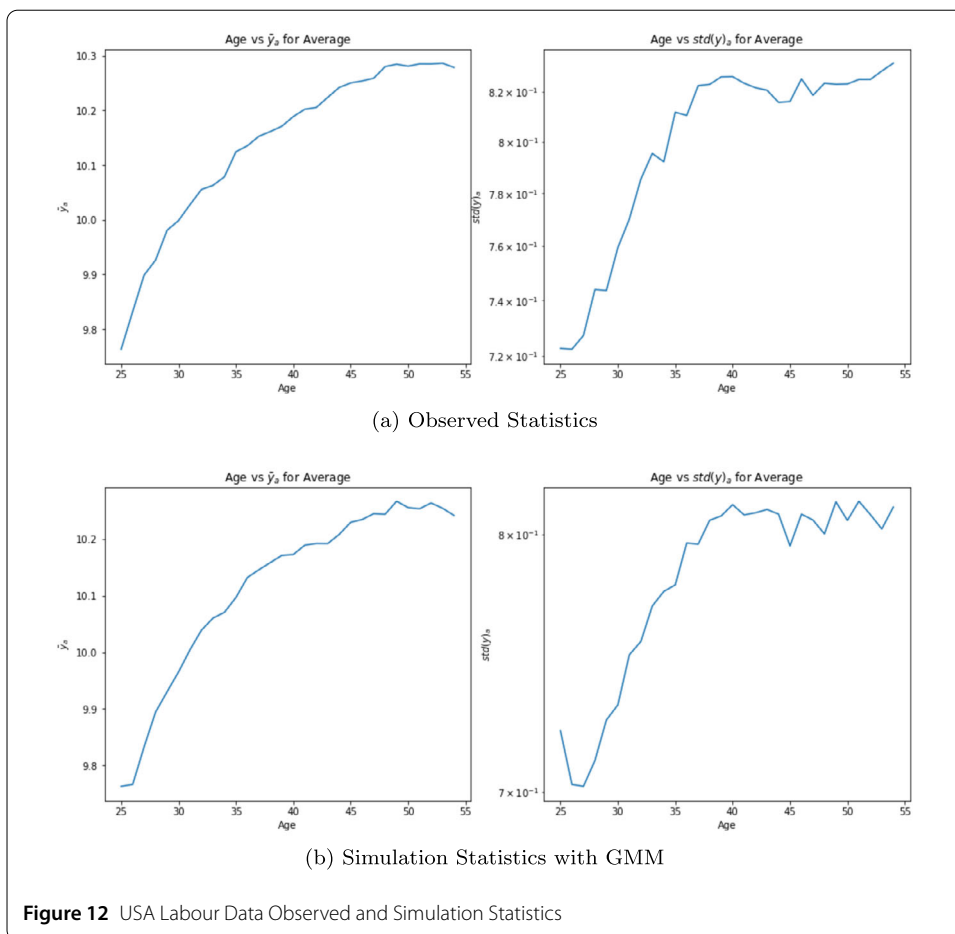 Age vs ȳₐ for Average
10.3
10.2
10.1
10.0
9.9
9.8
ȳₐ
25 30 35 40 45 50 55
Age
Age vs std(y)ₐ for Average
8.2 × 10⁻¹
8 × 10⁻¹
7.8 × 10⁻¹
7.6 × 10⁻¹
7.4 × 10⁻¹
7.2 × 10⁻¹
std(y)ₐ
25 30 35 40 45 50 55
Age
(a) Observed Statistics
Age vs ȳₐ for Average
10.2
10.1
10.0
9.9
9.8
ȳₐ
25 30 35 40 45 50 55
Age
Age vs std(y)ₐ for Average
8 × 10⁻¹
7 × 10⁻¹
std(y)ₐ
25 30 35 40 45 50 55
Age
(b) Simulation Statistics with GMM
Figure 12 USA Labour Data Observed and Simulation Statistics